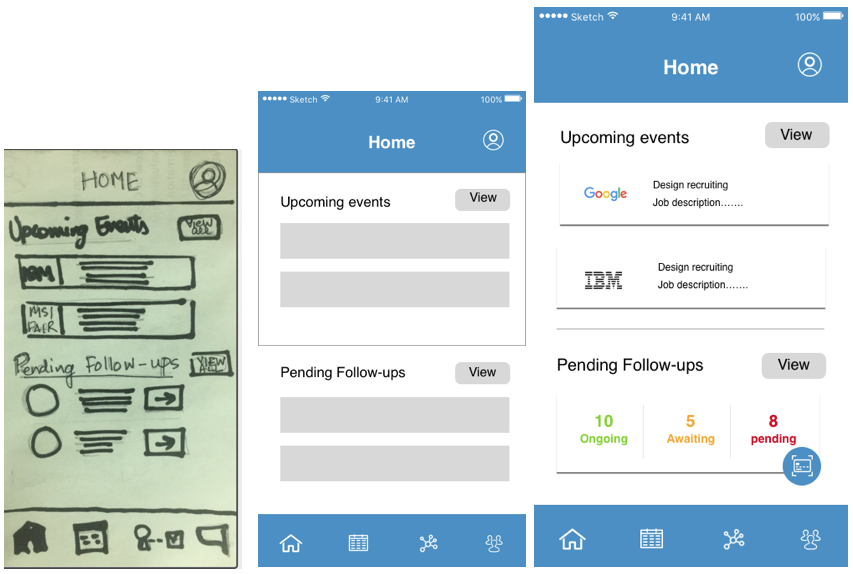 HOME
Upcoming Events
VIEW ALL
IBM
MS/
FAIR
Pending Follow-ups
VIEW ALL
Sketch 9:41 AM 100%
Home
Upcoming events View
Pending Follow-ups View
Sketch 9:41 AM 100%
Home
Upcoming events View
Google Design recruiting
Job description.......
IBM Design recruiting
Job description.......
Pending Follow-ups View
10 5 8
Ongoing Awaiting pending